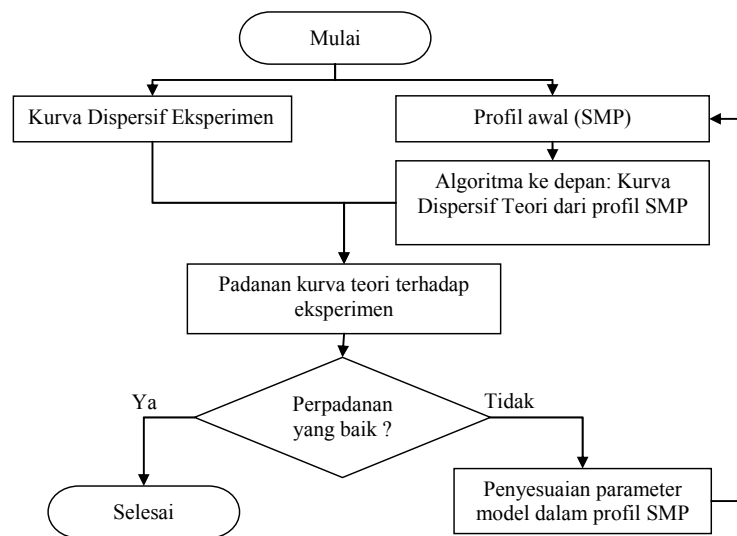 Mulai
Kurva Dispersif Eksperimen
Profil awal (SMP)
Algoritma ke depan: Kurva
Dispersif Teori dari profil SMP
Padanan kurva teori terhadap
eksperimen
Ya
Perpadanan
yang baik ?
Tidak
Selesai
Penyesuaian parameter
model dalam profil SMP